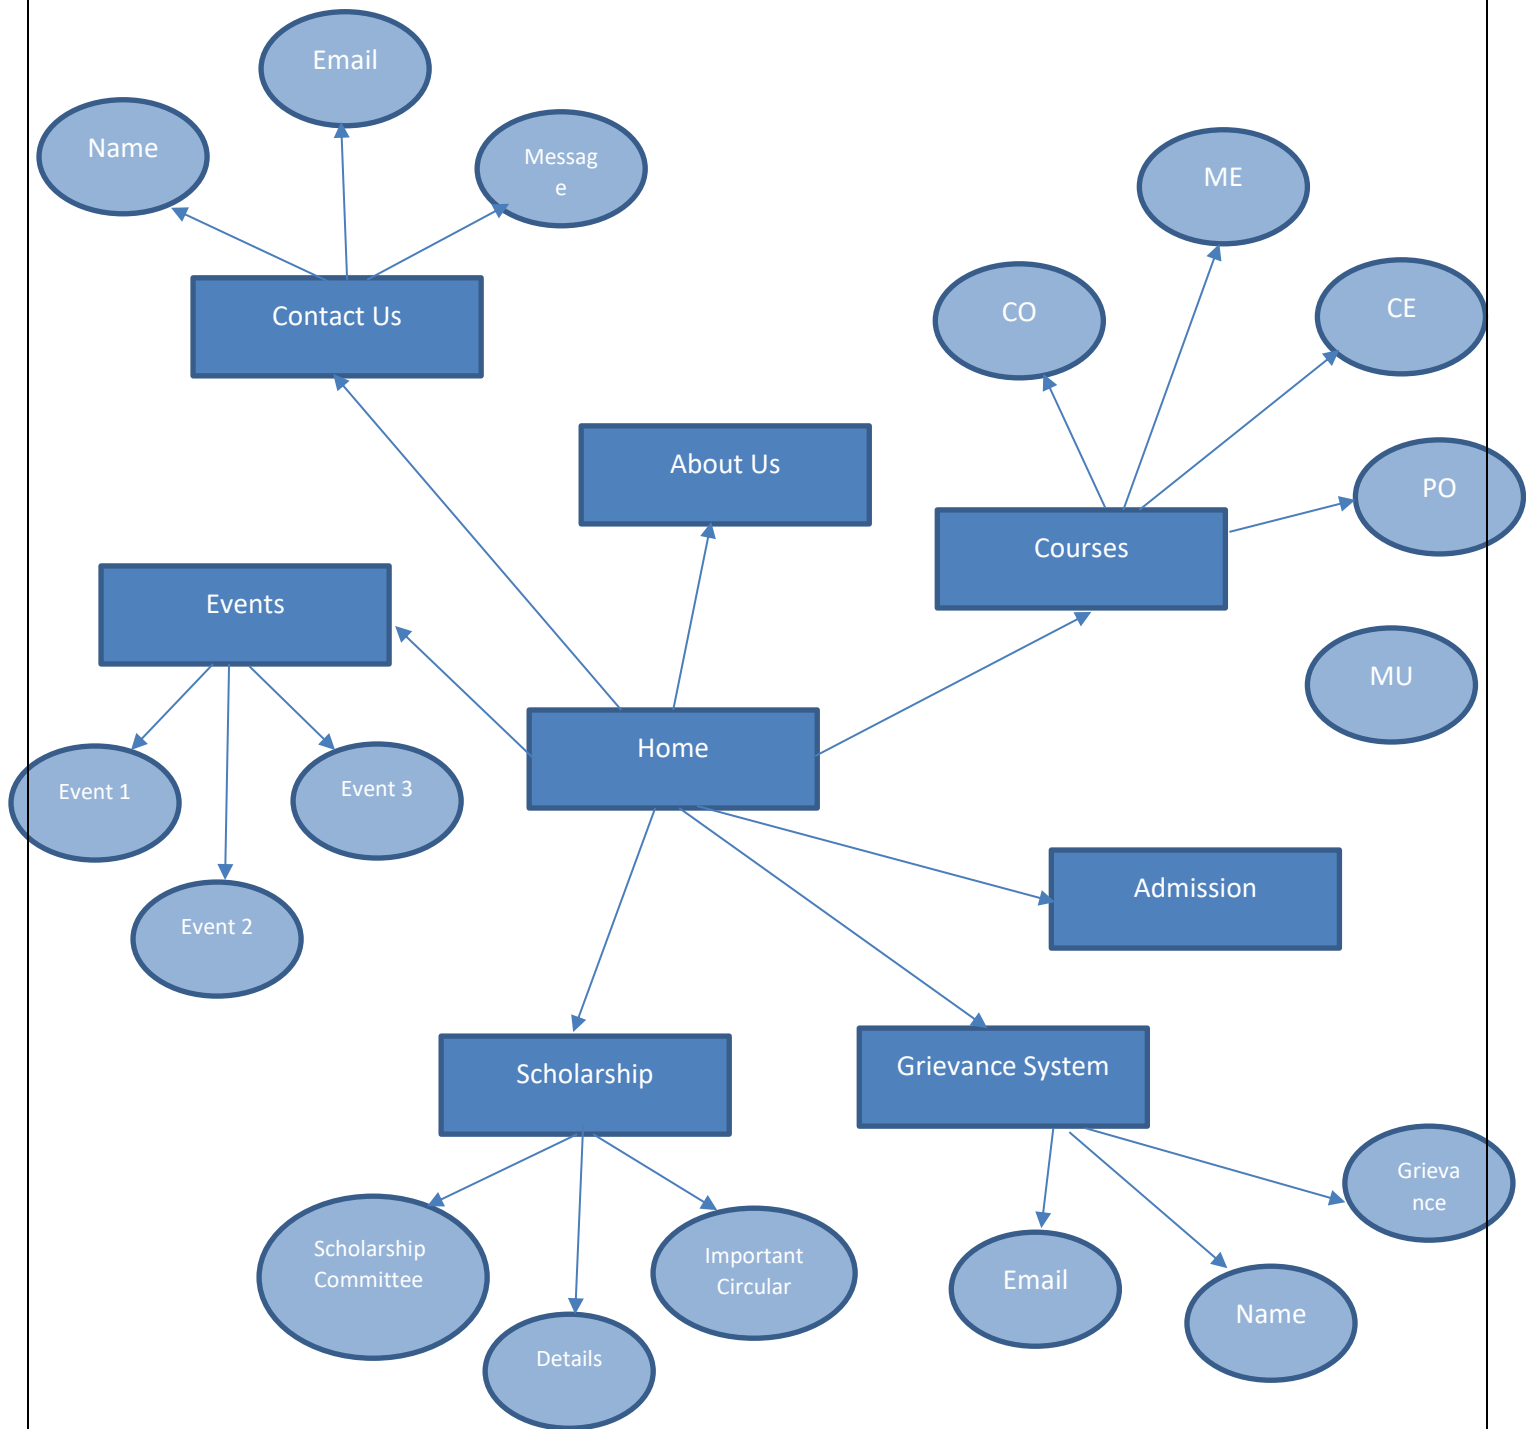 Email
Name
Messag
e
ME
Contact Us
CO
CE
About Us
PO
Courses
Events
MU
Home
Event 1
Event 3
Admission
Event 2
Scholarship
Grievance System
Grieva
nce
Scholarship
Committee
Important
Circular
Email
Name
Details